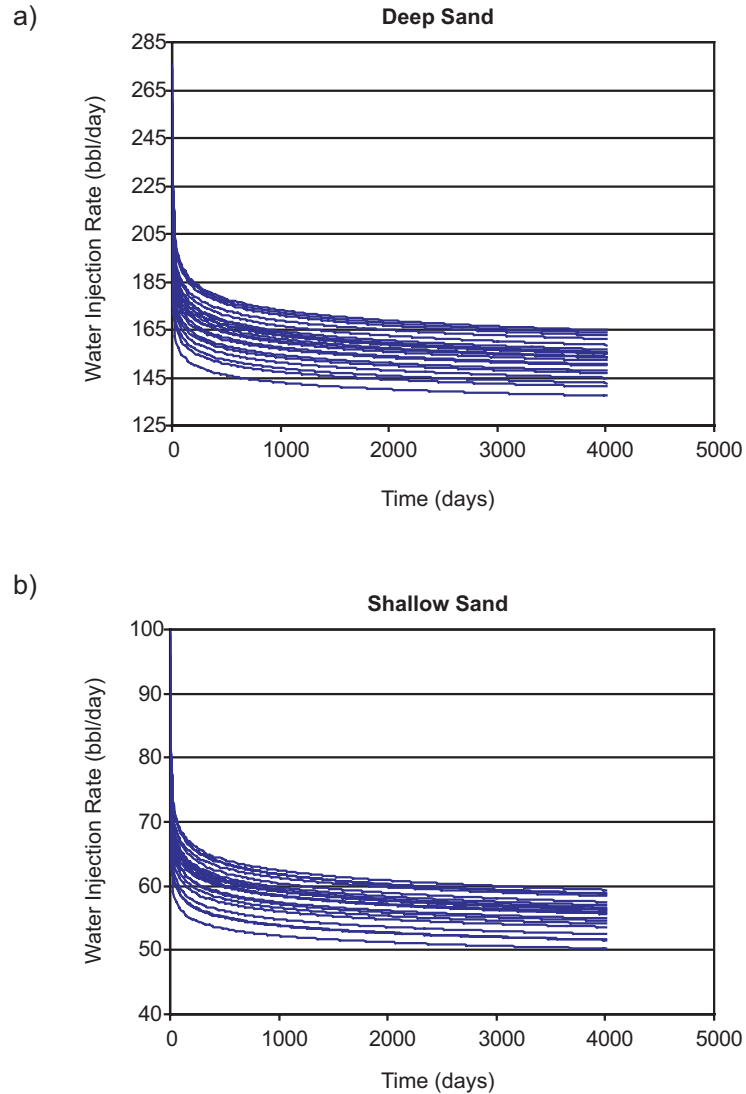 a)
Deep Sand
Water Injection Rate (bbl/day)
285
265
245
225
205
185
165
145
125
0 1000 2000 3000 4000 5000
Time (days)
b)
Shallow Sand
Water Injection Rate (bbl/day)
100
90
80
70
60
50
40
0 1000 2000 3000 4000 5000
Time (days)